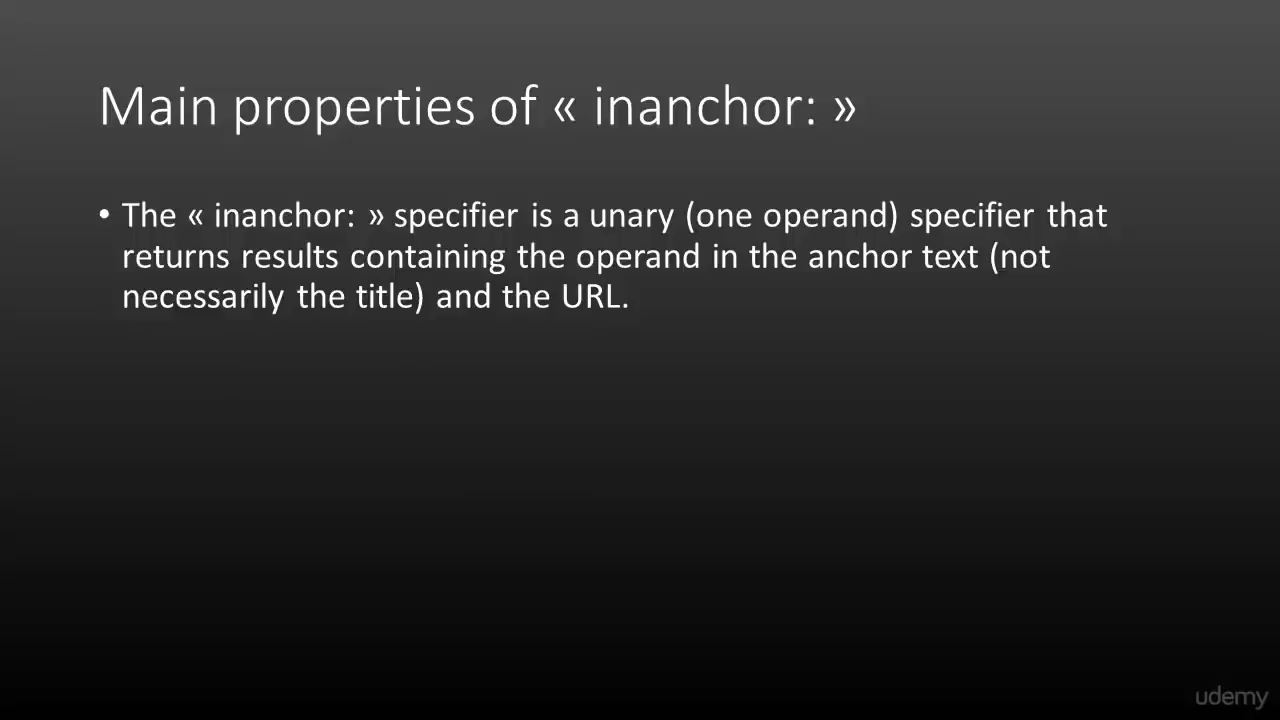 Main properties of « inanchor: »
• The « inanchor: » specifier is a unary (one operand) specifier that
returns results containing the operand in the anchor text (not
necessarily the title) and the URL.
udemy